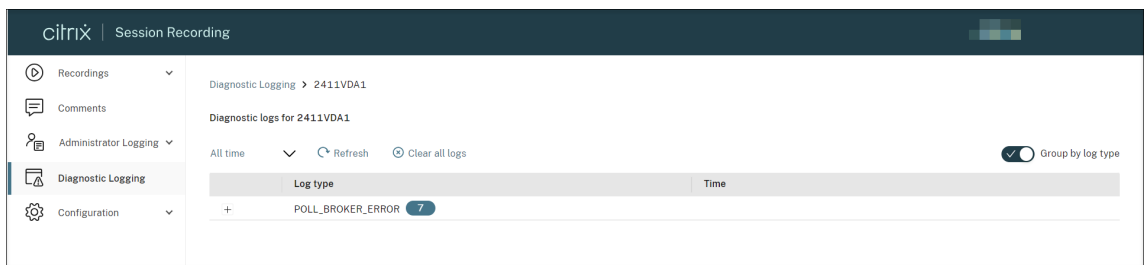 citrix | Session Recording
Recordings
Comments
Administrator Logging
Diagnostic Logging
Configuration
Diagnostic Logging > 2411VDA1
Diagnostic logs for 2411VDA1
All time Refresh Clear all logs Group by log type
Log type Time
+ POLL_BROKER_ERROR 7